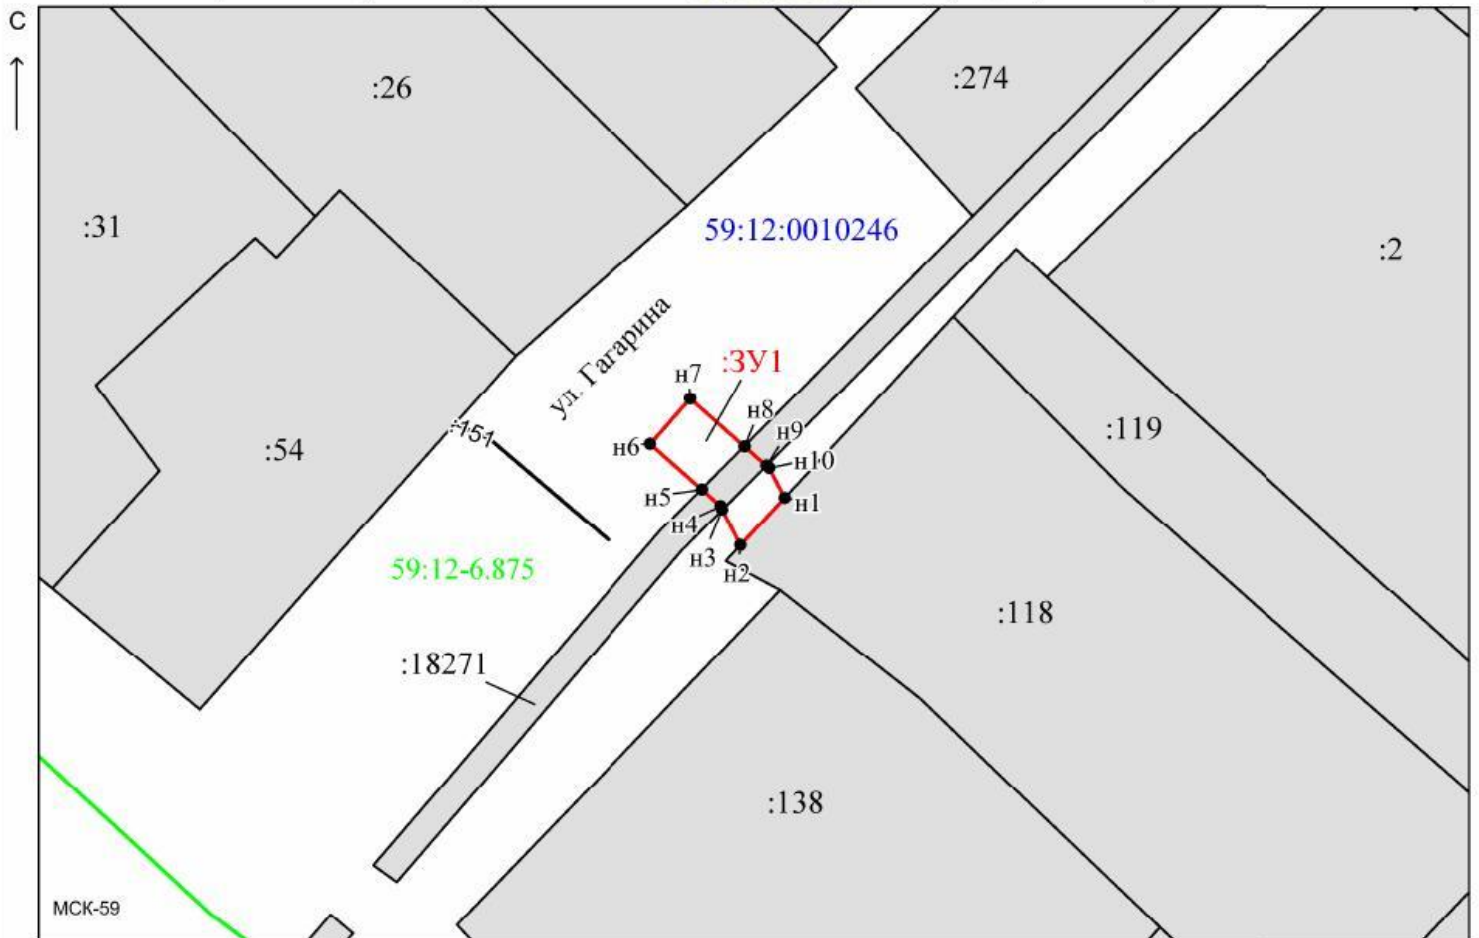 С
:26
:274
:31
59:12:0010246
:2
ул. Гагарина
:ЗУ1
н7
н8
:119
:151
:54
н6
н9
н10
н5
н1
н4
н3
н2
59:12-6.875
:118
:18271
:138
МСК-59